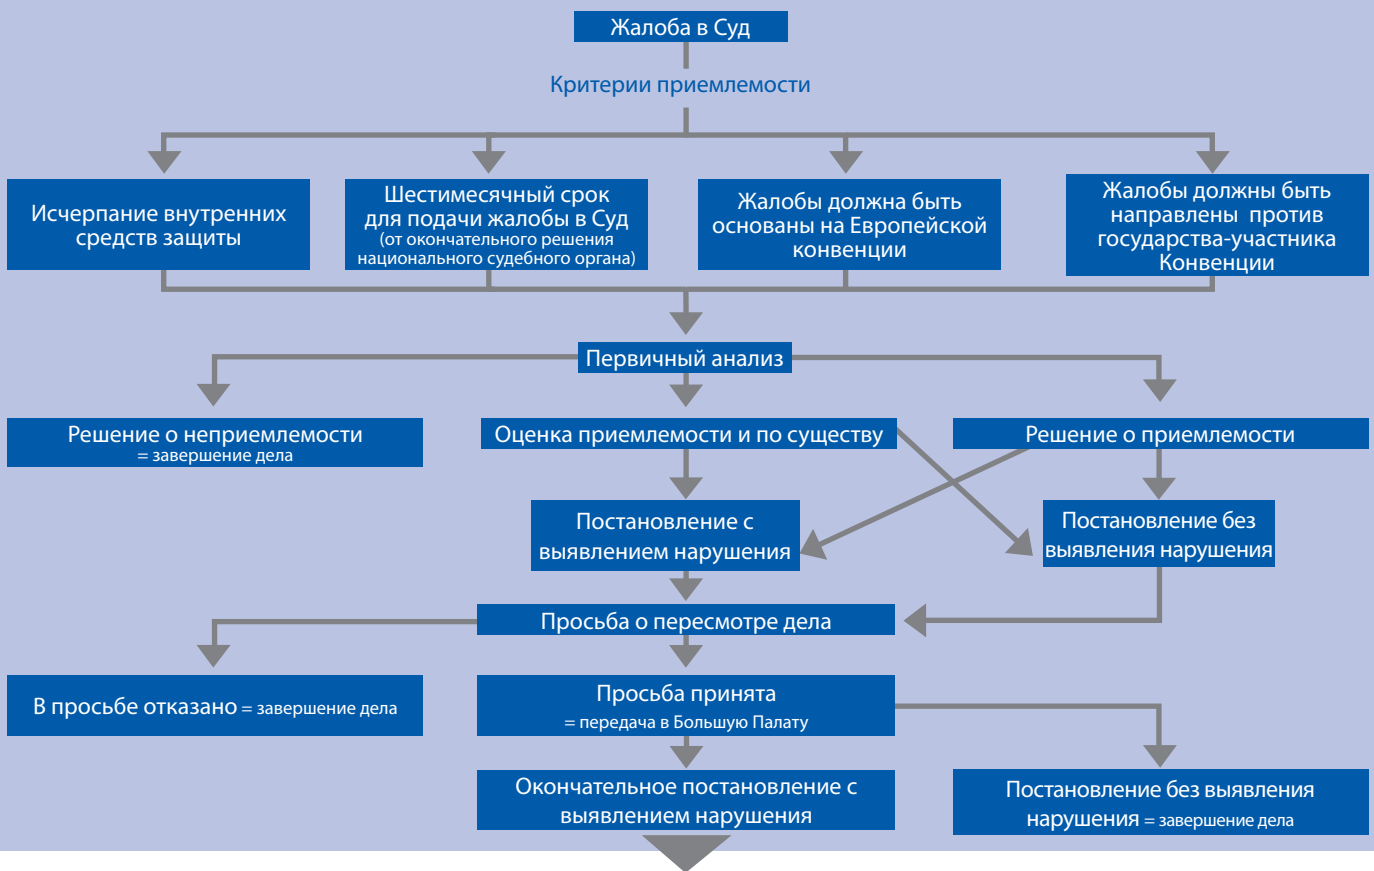 Жалоба в Суд
Критерии приемлемости
Исчерпание внутренних
средств защиты
Шестимесячный срок
для подачи жалобы в Суд
(от окончательного решения
национального судебного органа)
Жалобы должна быть
основаны на Европейской
конвенции
Жалобы должны быть
направлены против
государства-участника
Конвенции
Первичный анализ
Решение о неприемлемости
= завершение дела
Оценка приемлемости и по существу
Решение о приемлемости
Постановление с
выявлением нарушения
Постановление без
выявления нарушения
Просьба о пересмотре дела
В просьбе отказано = завершение дела
Просьба принята
= передача в Большую Палату
Окончательное постановление с
выявлением нарушения
Постановление без выявления
нарушения = завершение дела